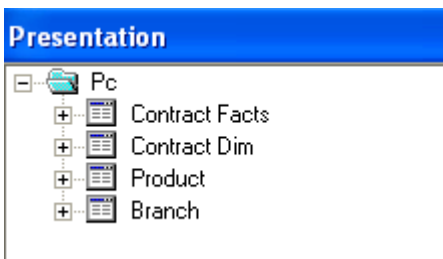 Presentation
Pc
Contract Facts
Contract Dim
Product
Branch